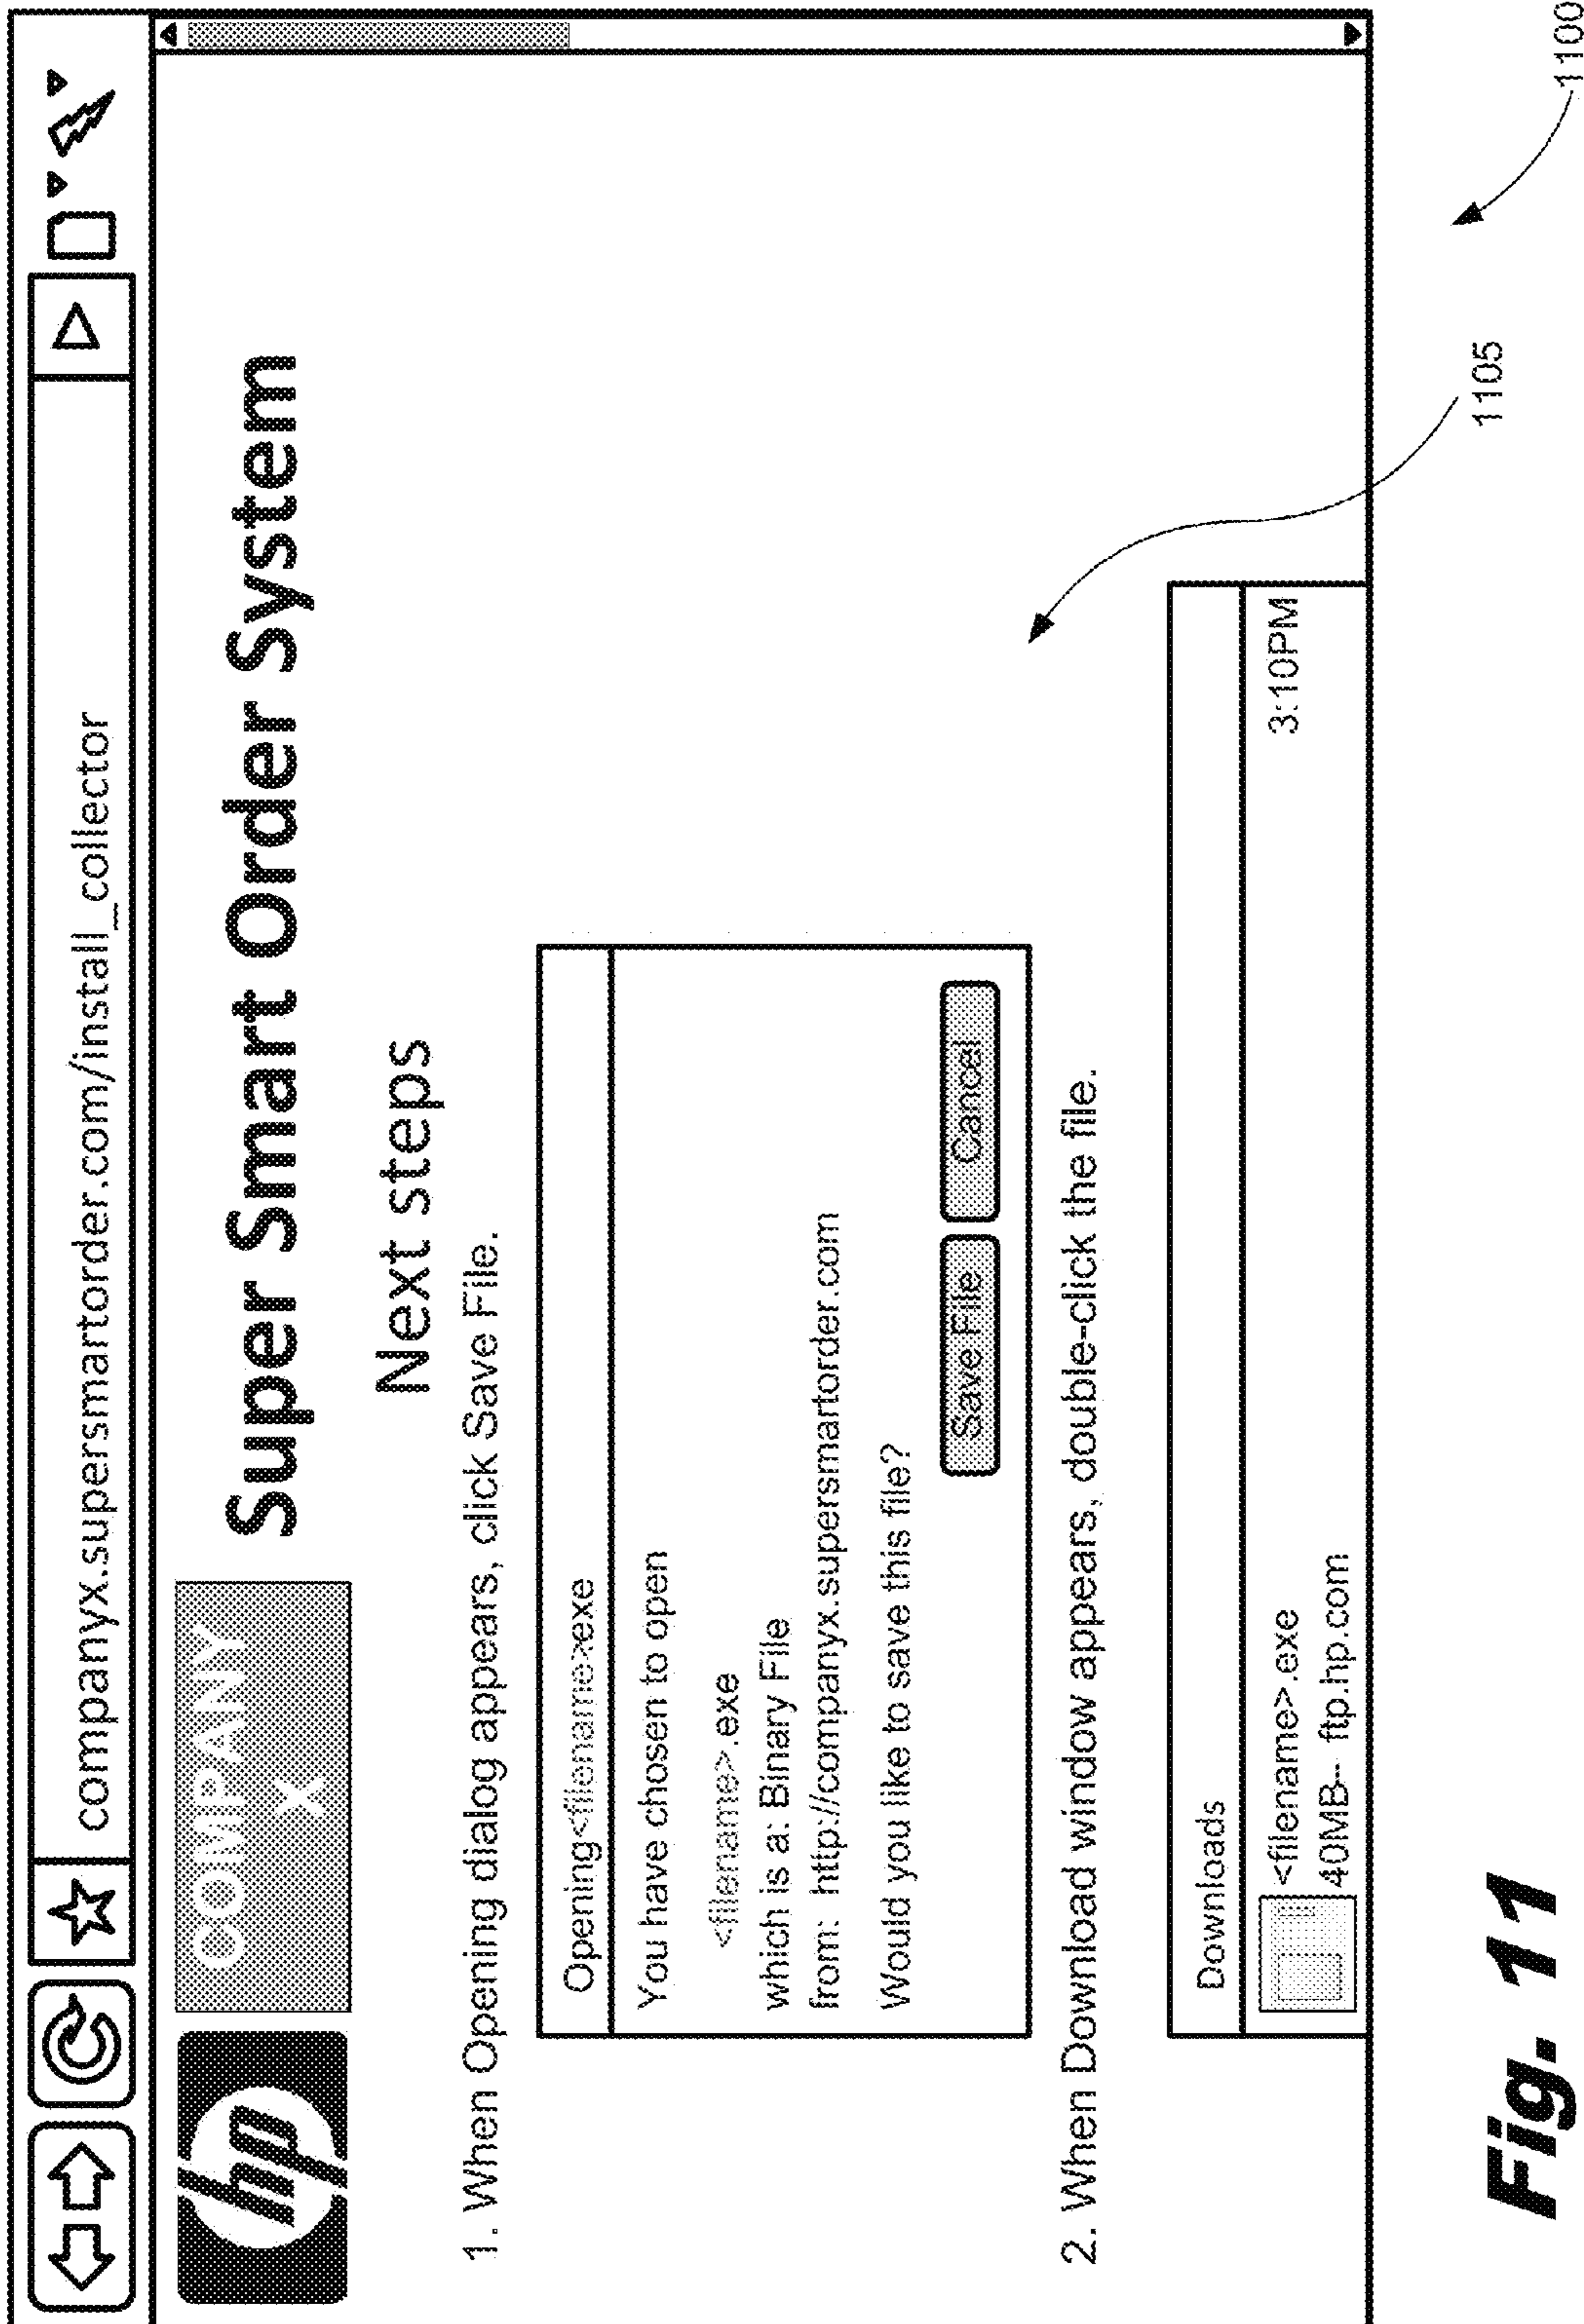 companyx.supersmartorder.com/install_collector
hp
COMPANY
X
Super Smart Order System
Next steps
1. When Opening dialog appears, click Save File.
Opening<filename>exe
You have chosen to open
<filename>.exe
which is a: Binary File
from: http://companyx.supersmartorder.com
Would you like to save this file?
Save File
Cancel
2. When Download window appears, double-click the file.
Downloads
<filename>.exe
3:10PM
40MB-- ftp.hp.com
1105
1100
Fig. 11